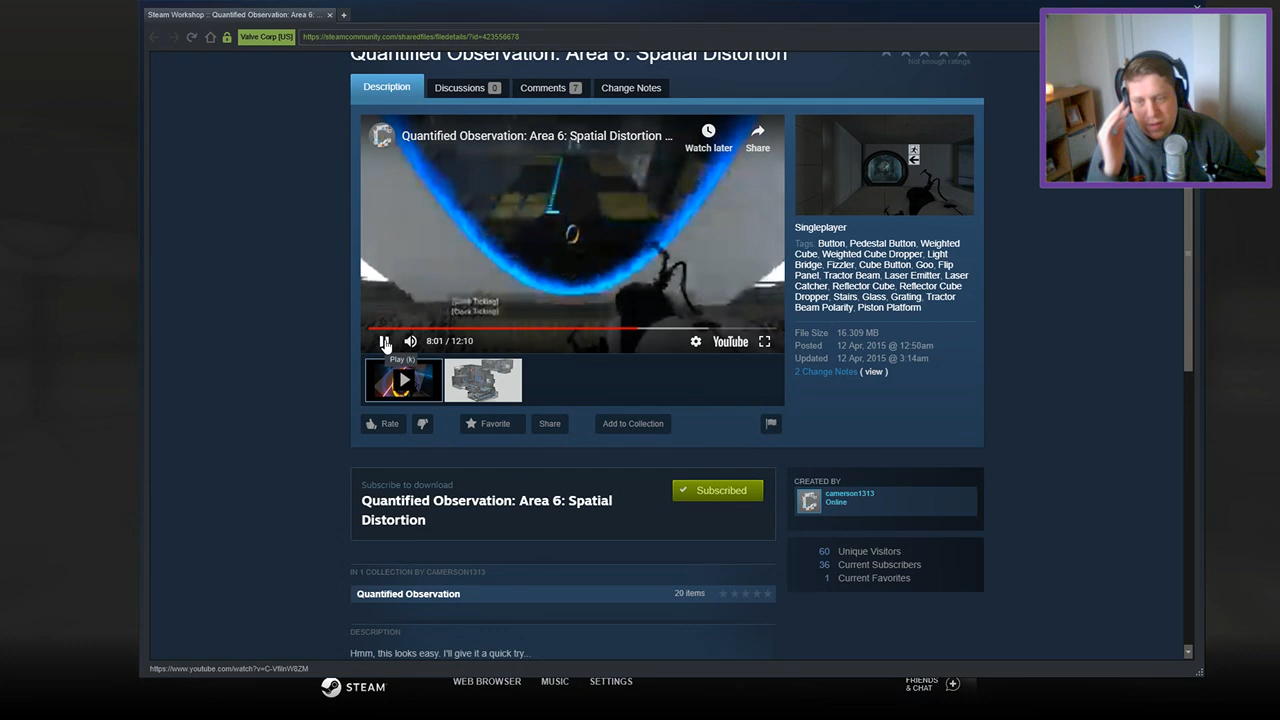 Steam Workshop :: Quantified Observation: Area 6: ...
Valve Corp [US]
https://steamcommunity.com/sharedfiles/filedetails/?id=423556678
Quantified Observation: Area 6: Spatial Distortion
Not enough ratings
Description
Discussions 0
Comments 7
Change Notes
Quantified Observation: Area 6: Spatial Distortion ...
Watch later
Share
[Clock Ticking]
[Clock Ticking]
8:01 / 12:10
YouTube
Play (k)
Singleplayer
Tags: Button, Pedestal Button, Weighted
Cube, Weighted Cube Dropper, Light
Bridge, Fizzler, Cube Button, Goo, Flip
Panel, Tractor Beam, Laser Emitter, Laser
Catcher, Reflector Cube, Reflector Cube
Dropper, Stairs, Glass, Grating, Tractor
Beam Polarity, Piston Platform
File Size 16.309 MB
Posted 12 Apr, 2015 @ 12:50am
Updated 12 Apr, 2015 @ 3:14am
2 Change Notes ( view )
Rate
Favorite
Share
Add to Collection
Subscribe to download
Quantified Observation: Area 6: Spatial
Distortion
Subscribed
CREATED BY
camerson1313
Online
60 Unique Visitors
36 Current Subscribers
1 Current Favorites
IN 1 COLLECTION BY CAMERSON1313
Quantified Observation
20 items
DESCRIPTION
Hmm, this looks easy. I'll give it a quick try...
https://www.youtube.com/watch?v=C-VfilnW8ZM
STEAM
WEB BROWSER
MUSIC
SETTINGS
FRIENDS
& CHAT